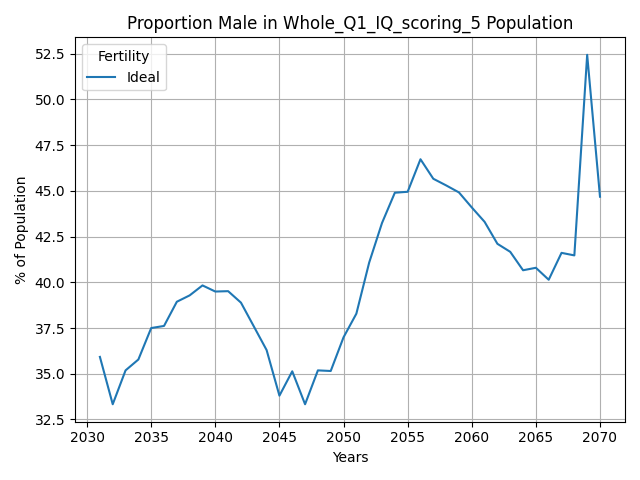 Proportion Male in Whole_Q1_IQ_scoring_5 Population
Fertility
Ideal
% of Population
52.5
50.0
47.5
45.0
42.5
40.0
37.5
35.0
32.5
2030 2035 2040 2045 2050 2055 2060 2065 2070
Years